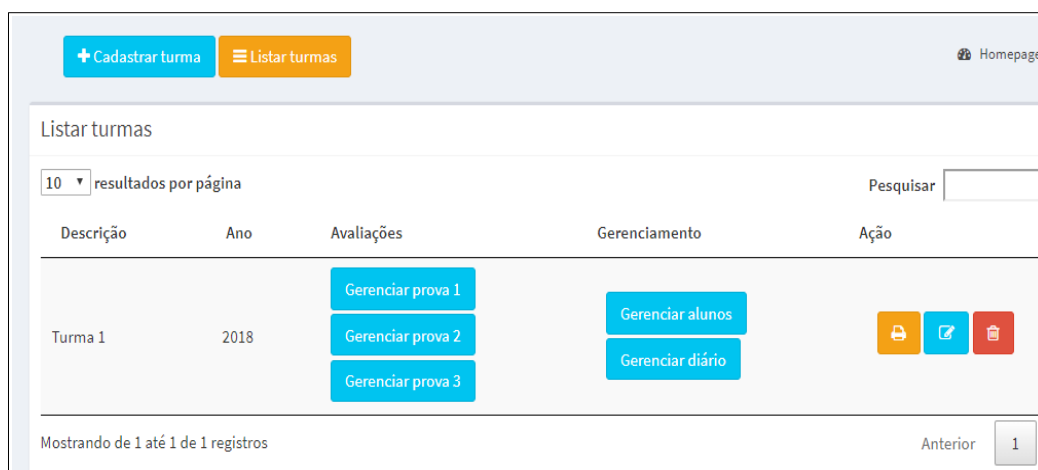 Cadastrar turma Listar turmas Homepage
Listar turmas
10 resultados por página Pesquisar
Descrição Ano Avaliações Gerenciamento Ação
Gerenciar prova 1
Gerenciar alunos
Turma 1 2018 Gerenciar prova 2
Gerenciar diário
Gerenciar prova 3
Mostrando de 1 até 1 de 1 registros Anterior 1